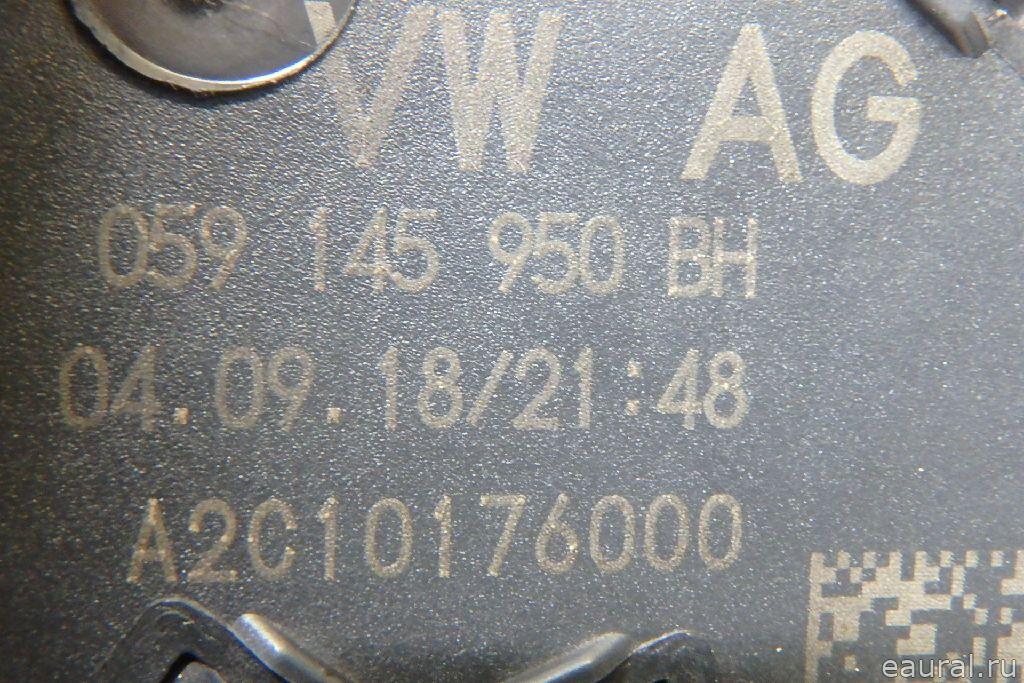 VW AG
059 145 950 BH
04.09.18/21:48
A2C10176000
eaural.ru